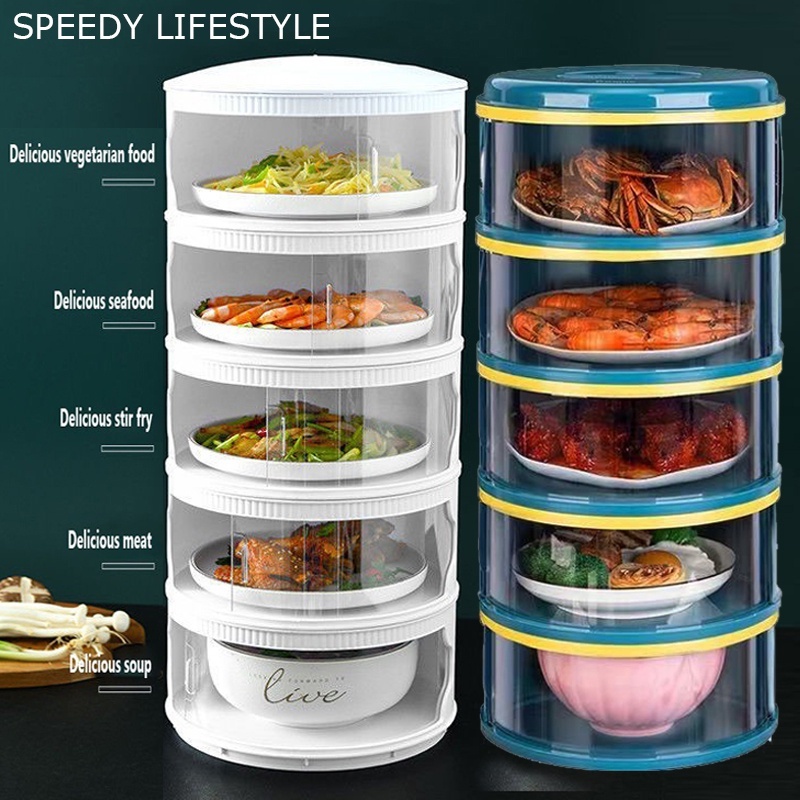 SPEEDY LIFESTYLE
Delicious vegetarian food
Delicious seafood
Delicious stir fry
Delicious meat
Delicious soup
live